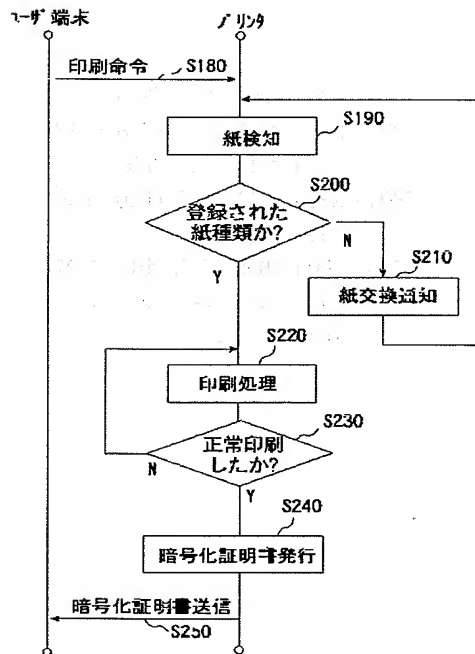 ユーザ端末
プリンタ
印刷命令
S180
紙検知
S190
登録された
紙種類か?
S200
N
Y
紙交換通知
S210
印刷処理
S220
正常印刷
したか?
S230
N
Y
暗号化証明書発行
S240
暗号化証明書送信
S250